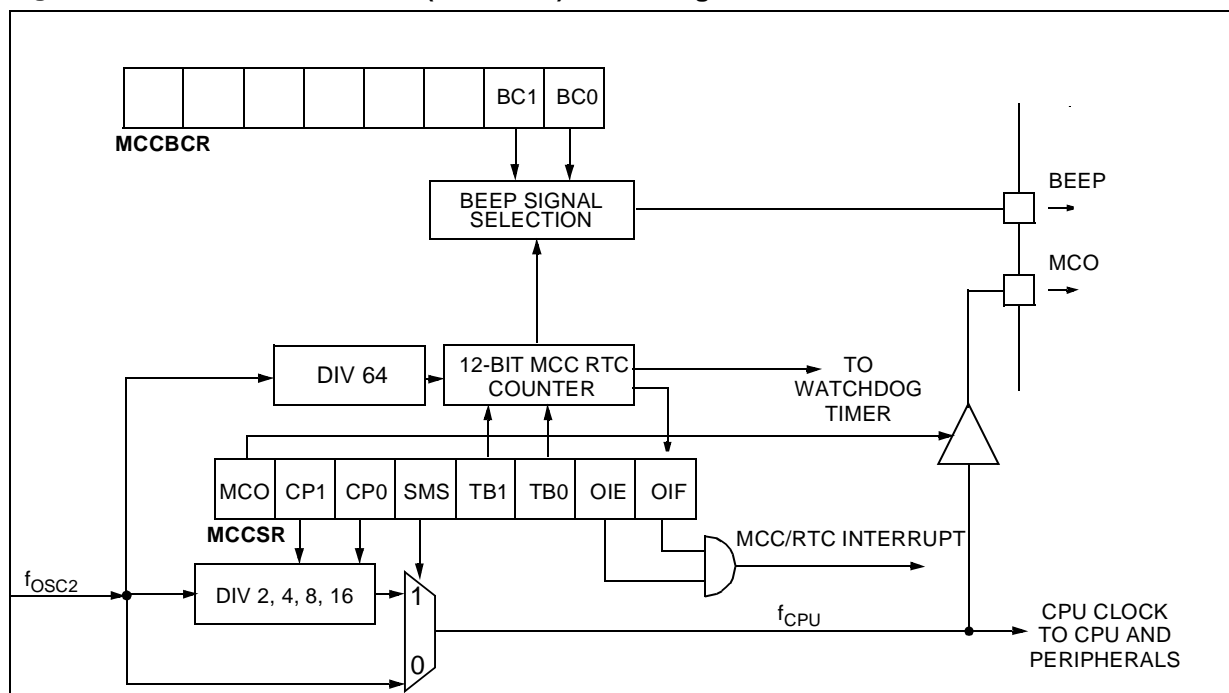 BC1 BC0
MCCBCR
BEEP SIGNAL
SELECTION
BEEP
MCO
DIV 64
12-BIT MCC RTC
COUNTER
TO
WATCHDOG
TIMER
MCO CP1 CP0 SMS TB1 TB0 OIE OIF
MCCSR
MCC/RTC INTERRUPT
fOSC2
DIV 2, 4, 8, 16
1
0
fCPU
CPU CLOCK
TO CPU AND
PERIPHERALS